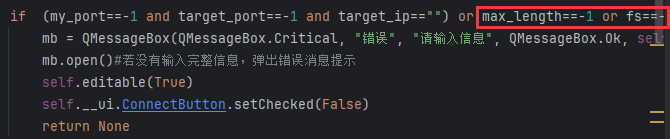 if (my_port==-1 and target_port==-1 and target_ip=="") or max_length==-1 or fs==-
mb = QMessageBox(QMessageBox.Critical, "错误", "请输入信息", QMessageBox.Ok, sel
mb.open()#若没有输入完整信息，弹出错误消息提示
self.editable(True)
self.__ui.ConnectButton.setChecked(False)
return None